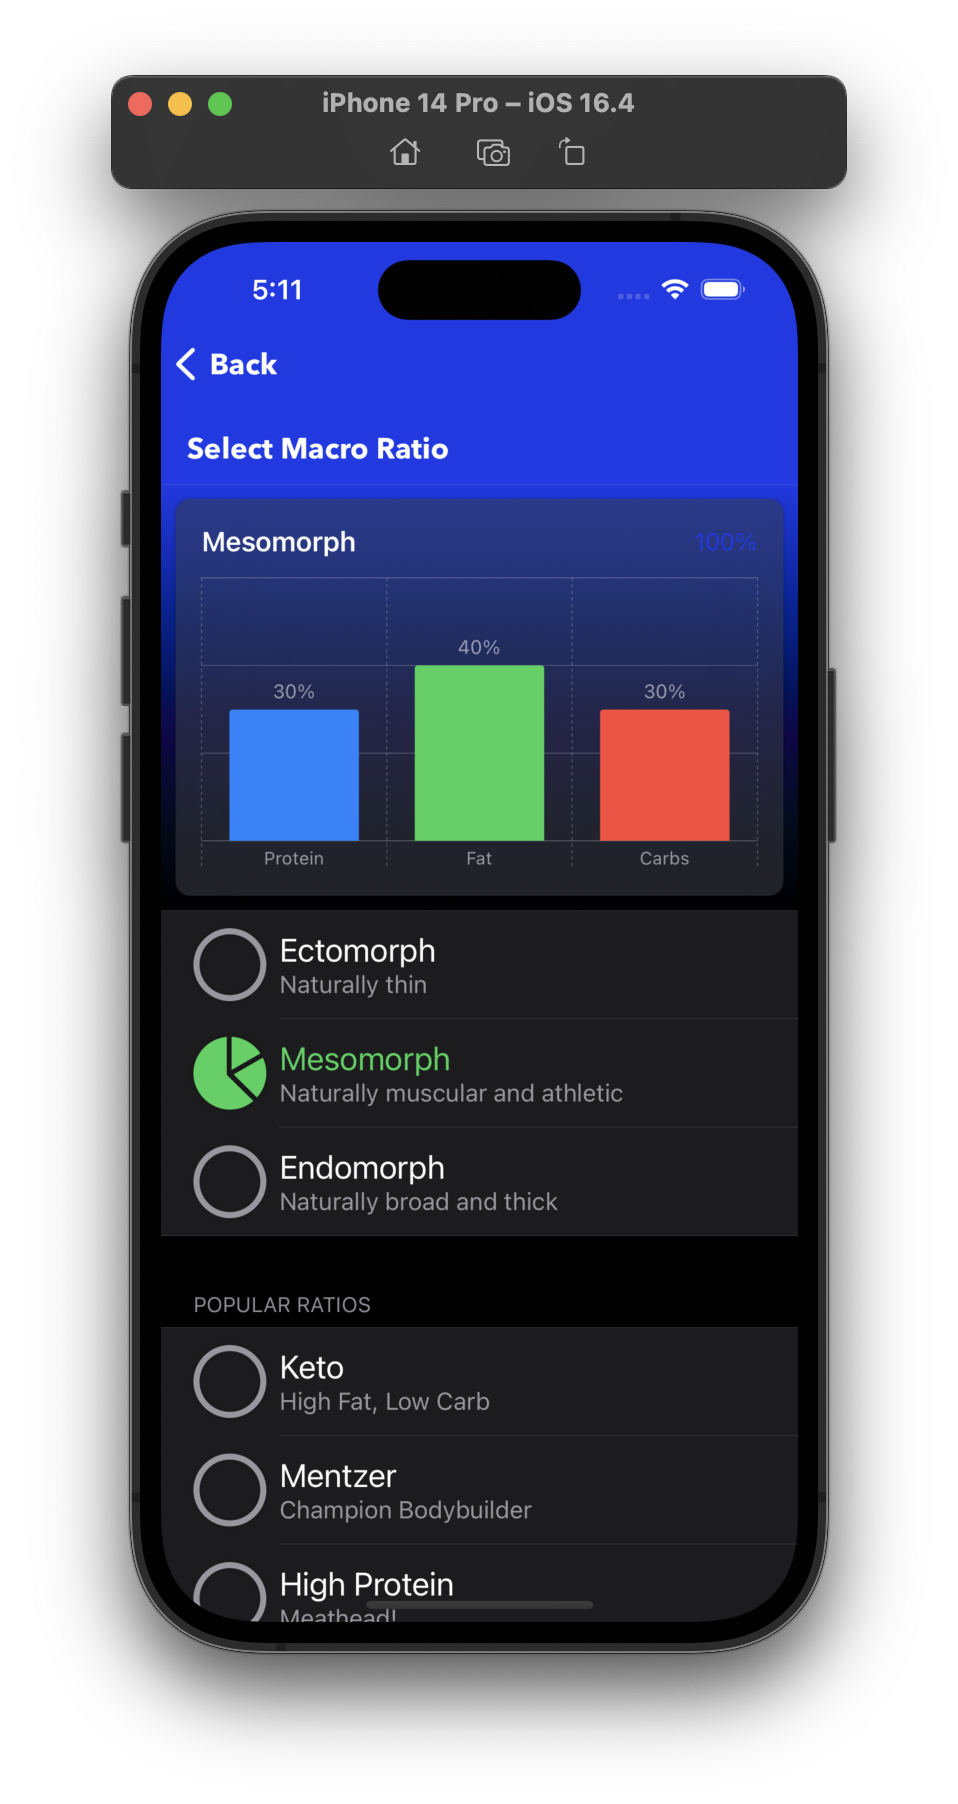 iPhone 14 Pro – iOS 16.4
5:11
Back
Select Macro Ratio
Mesomorph 100%
40%
30% 30%
Protein Fat Carbs
Ectomorph
Naturally thin
Mesomorph
Naturally muscular and athletic
Endomorph
Naturally broad and thick
POPULAR RATIOS
Keto
High Fat, Low Carb
Mentzer
Champion Bodybuilder
High Protein
Meathead!